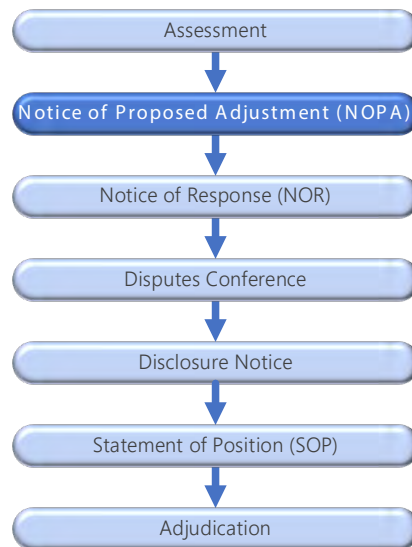 Assessment
Notice of Proposed Adjustment (NOPA)
Notice of Response (NOR)
Disputes Conference
Disclosure Notice
Statement of Position (SOP)
Adjudication